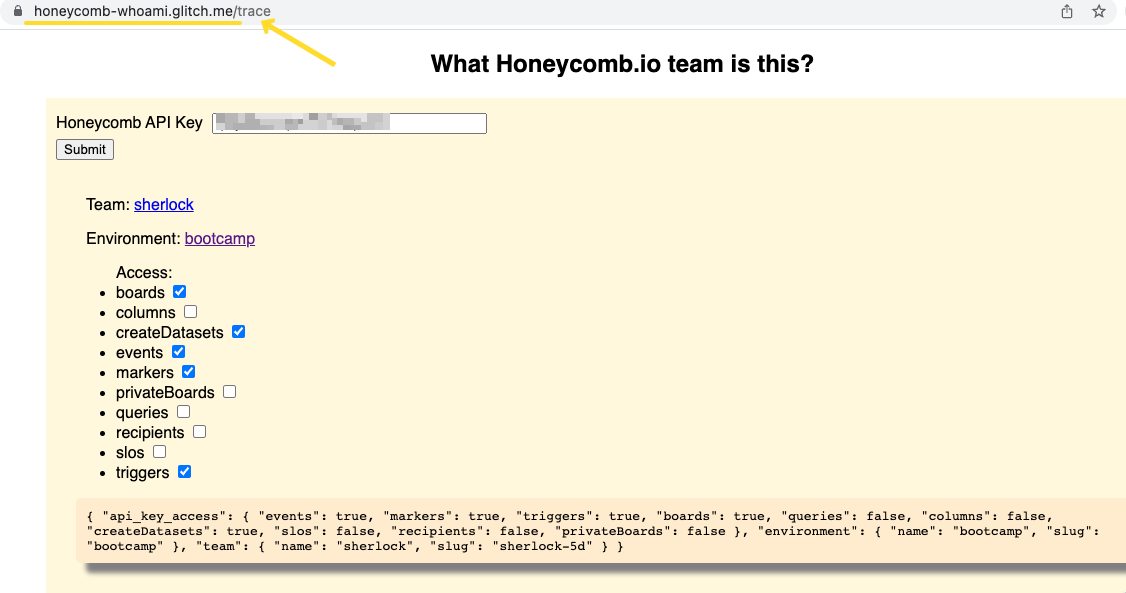 honeycomb-whoami.glitch.me/trace
What Honeycomb.io team is this?
Honeycomb API Key
Submit
Team: sherlock
Environment: bootcamp
Access:
boards
columns
createDatasets
events
markers
privateBoards
queries
recipients
slos
triggers
{ "api_key_access": { "events": true, "markers": true, "triggers": true, "boards": true, "queries": false, "columns": false,
"createDatasets": true, "slos": false, "recipients": false, "privateBoards": false }, "environment": { "name": "bootcamp", "slug":
"bootcamp" }, "team": { "name": "sherlock", "slug": "sherlock-5d" } }